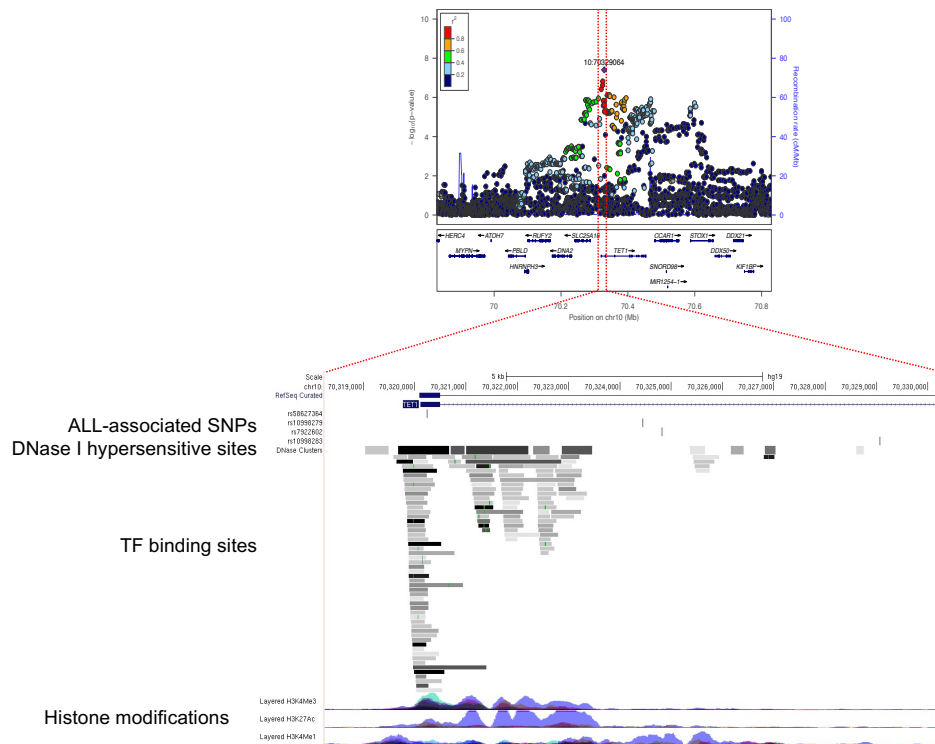 10
8
6
4
2
0
100
80
60
40
20
0
r²
0.8
0.6
0.4
0.2
10:70329064
− log10(p−value)
Recombination rate (cM/Mb)
HERC4 ATOH7 RUFY2 SLC25A16 CCAR1 STOX1 DDX21
MYPN PBLD DNA2 TET1 DDX50
HNRNPH3 SNORD98 KIF1BP
MIR1254−1
70 70.2 70.4 70.6 70.8
Position on chr10 (Mb)
Scale 5 kb hg19
chr10: 70,319,000 70,320,000 70,321,000 70,322,000 70,323,000 70,324,000 70,325,000 70,326,000 70,327,000 70,328,000 70,329,000 70,330,000
RefSeq Curated
TET1
ALL-associated SNPs
rs58627364
rs10998279
rs7922602
rs10998283
DNase I hypersensitive sites
DNase Clusters
TF binding sites
Histone modifications
Layered H3K4Me3
Layered H3K27Ac
Layered H3K4Me1